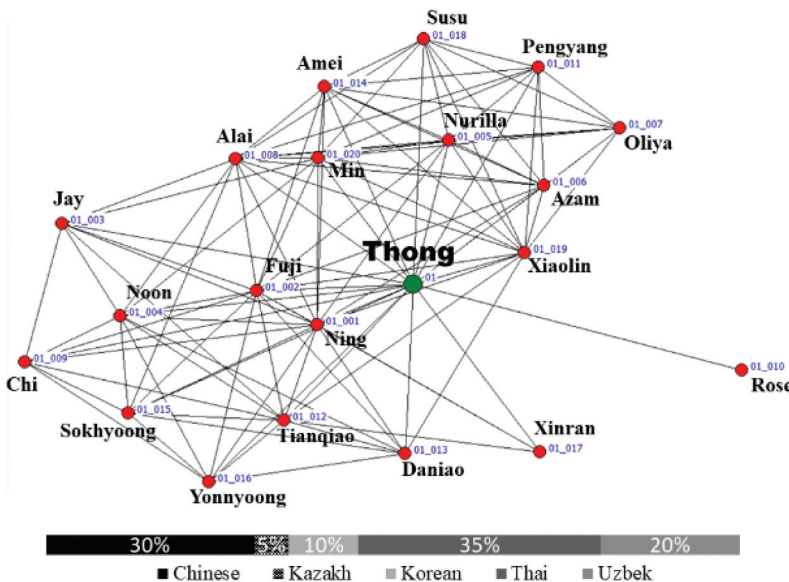 Susu
01_018
Pengyang
01_011
Amei
01_014
Nurilla
01_005
01_007
Oliya
Alai
01_008
01_020
Min
01_006
Azam
Jay
01_003
Thong
01
01_019
Xiaolin
Fuji
01_002
Noon
01_004
01_001
Ning
01_009
Chi
01_010
Rose
01_015
Sokhyoong
01_012
Tianqiao
Xinran
01_017
01_013
Daniao
01_016
Yonnyoong
30% 5% 10% 35% 20%
Chinese Kazakh Korean Thai Uzbek